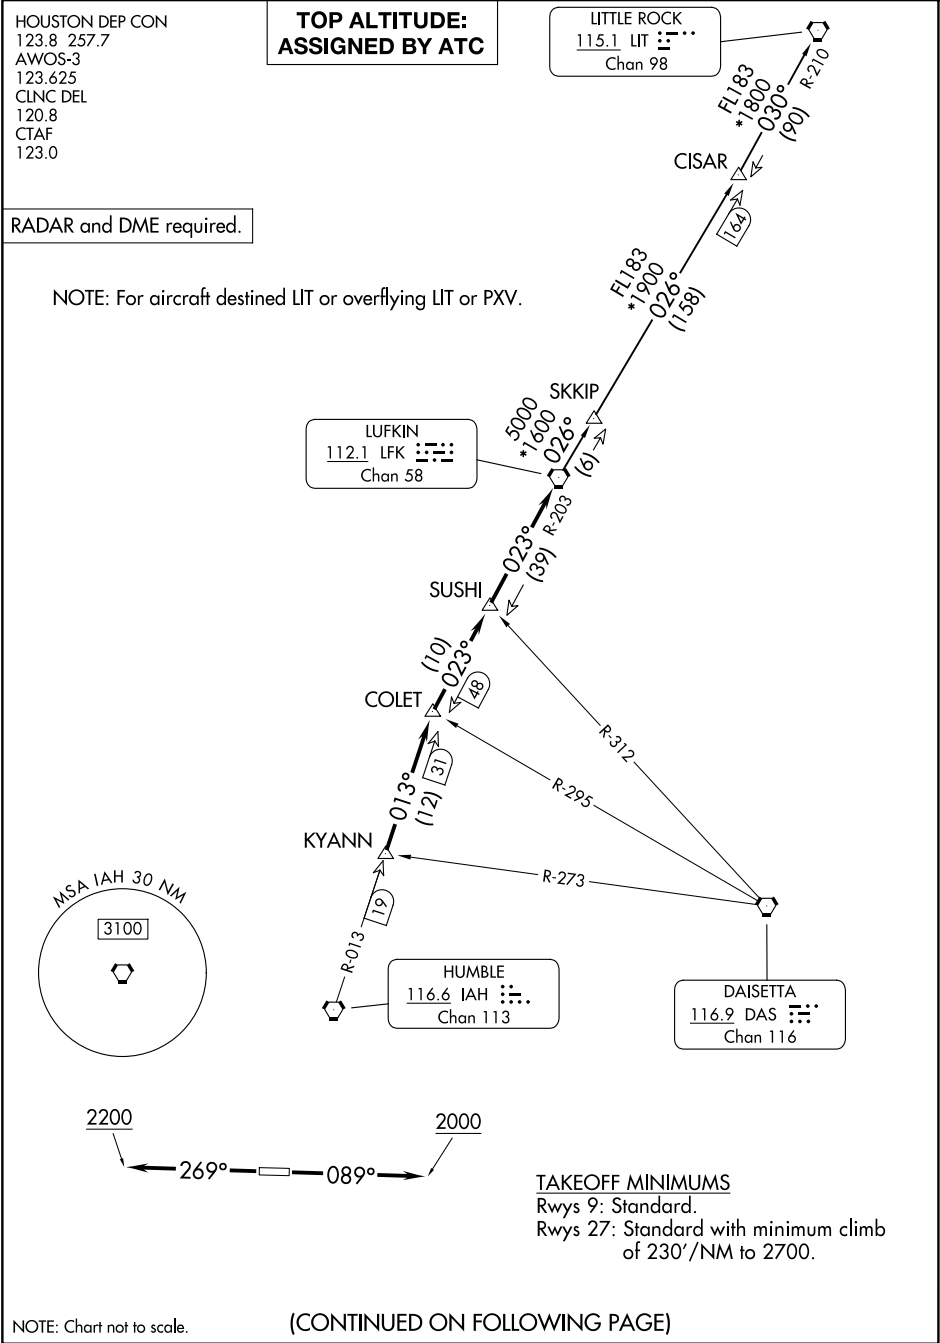 HOUSTON DEP CON
123.8 257.7
AWOS-3
123.625
CLNC DEL
120.8
CTAF
123.0
TOP ALTITUDE:
ASSIGNED BY ATC
LITTLE ROCK
115.1 LIT
Chan 98
R-210
FL183
*1800
030°
(90)
CISAR
164
RADAR and DME required.
NOTE: For aircraft destined LIT or overflying LIT or PXV.
FL183
*1900
026°
(158)
SKKIP
5000
*1600
026°
(6)
LUFKIN
112.1 LFK
Chan 58
R-203
023°
(39)
SUSHI
(10)
023°
48
COLET
R-312
31
013°
(12)
R-295
KYANN
R-273
19
R-013
MSA IAH 30 NM
3100
HUMBLE
116.6 IAH
Chan 113
DAISETTA
116.9 DAS
Chan 116
2200
2000
269°
089°
TAKEOFF MINIMUMS
Rwys 9: Standard.
Rwys 27: Standard with minimum climb
of 230'/NM to 2700.
NOTE: Chart not to scale.
(CONTINUED ON FOLLOWING PAGE)